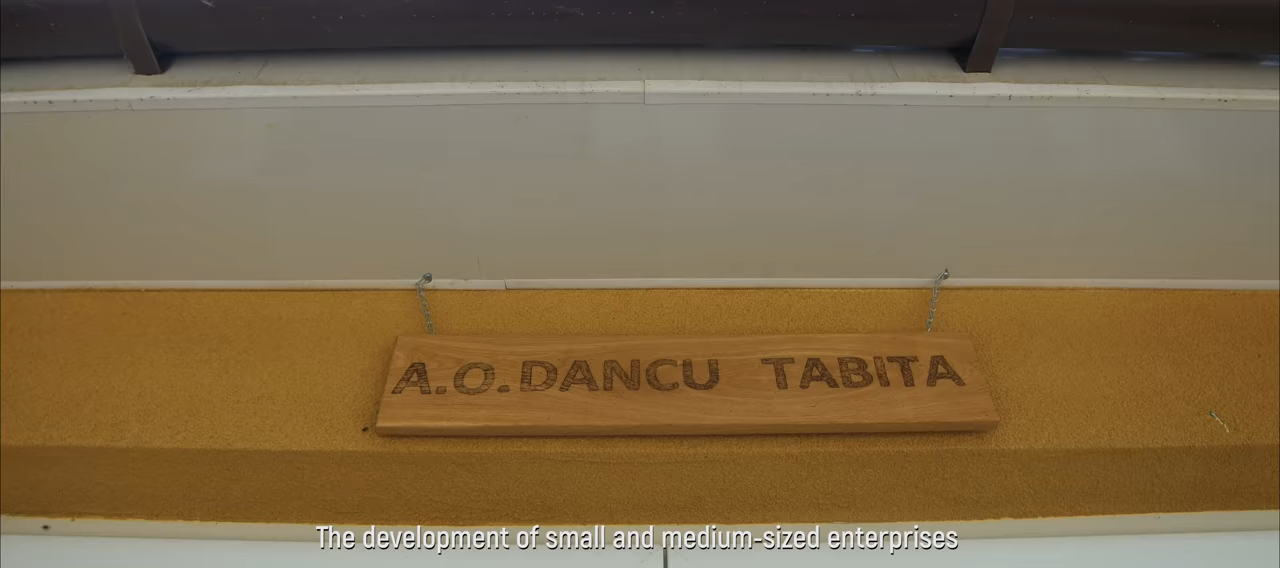 A.O.DANCU TABITA
The development of small and medium-sized enterprises